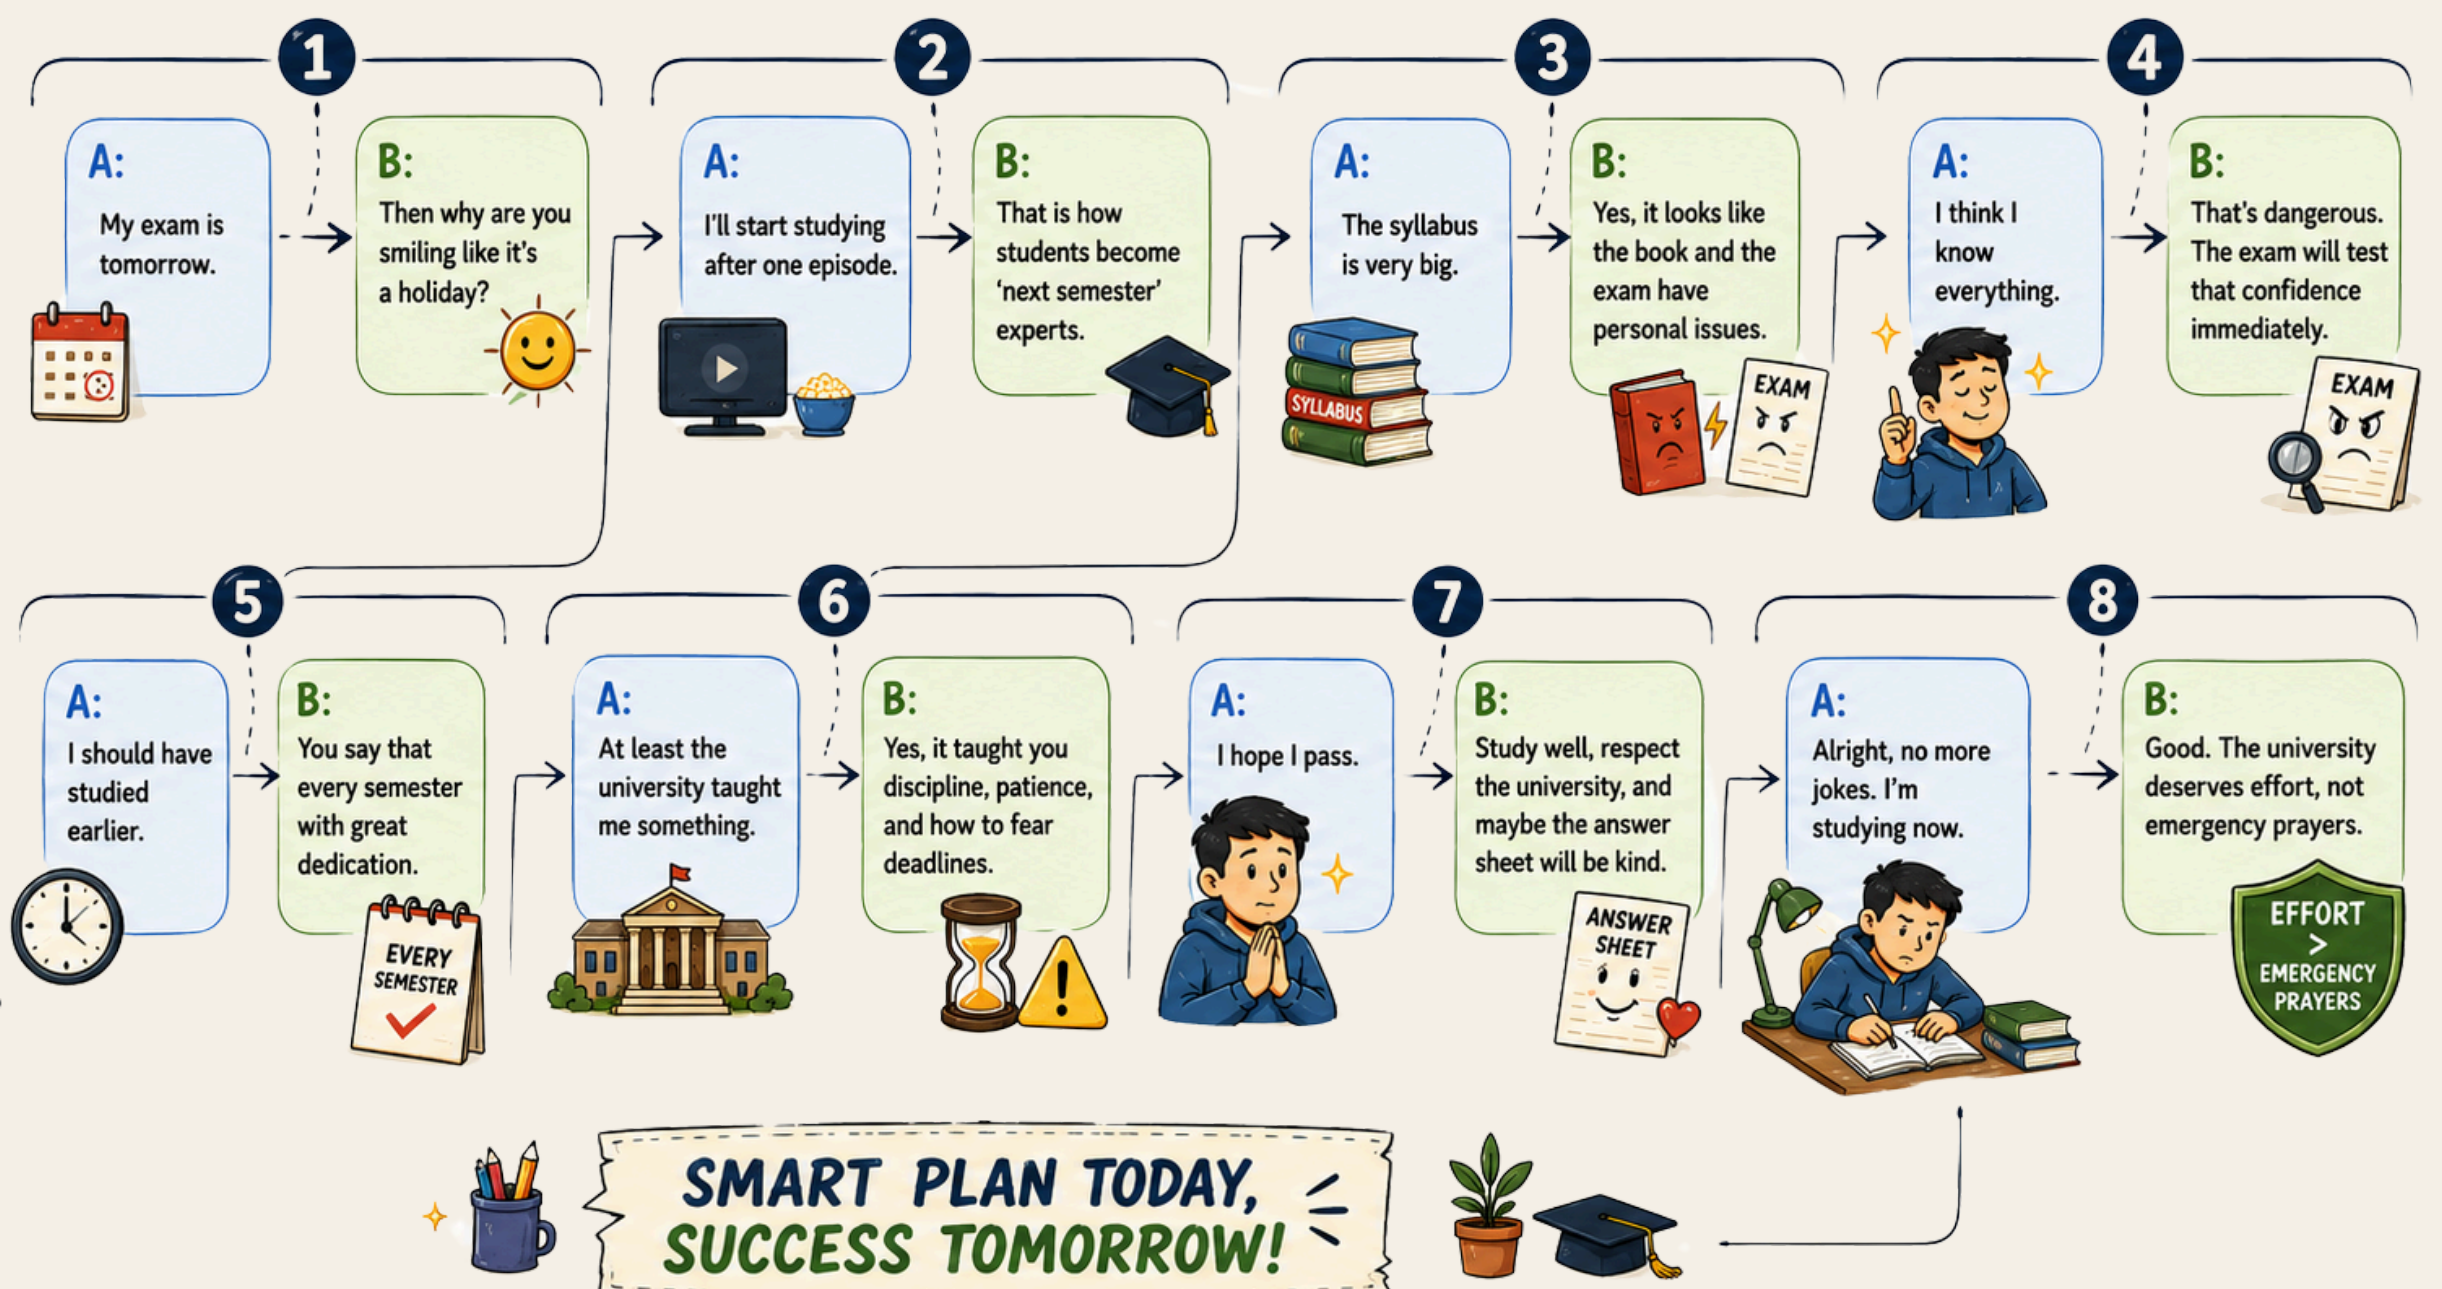 1
A:
My exam is
tomorrow.
B:
Then why are you
smiling like it's
a holiday?
2
A:
I'll start studying
after one episode.
B:
That is how
students become
'next semester'
experts.
3
A:
The syllabus
is very big.
SYLLABUS
B:
Yes, it looks like
the book and the
exam have
personal issues.
EXAM
4
A:
I think I
know
everything.
B:
That's dangerous.
The exam will test
that confidence
immediately.
EXAM
5
A:
I should have
studied
earlier.
B:
You say that
every semester
with great
dedication.
EVERY
SEMESTER
6
A:
At least the
university taught
me something.
B:
Yes, it taught you
discipline, patience,
and how to fear
deadlines.
!
7
A:
I hope I pass.
B:
Study well, respect
the university, and
maybe the answer
sheet will be kind.
ANSWER
SHEET
8
A:
Alright, no more
jokes. I'm
studying now.
B:
Good. The university
deserves effort, not
emergency prayers.
EFFORT
>
EMERGENCY
PRAYERS
SMART PLAN TODAY,
SUCCESS TOMORROW!